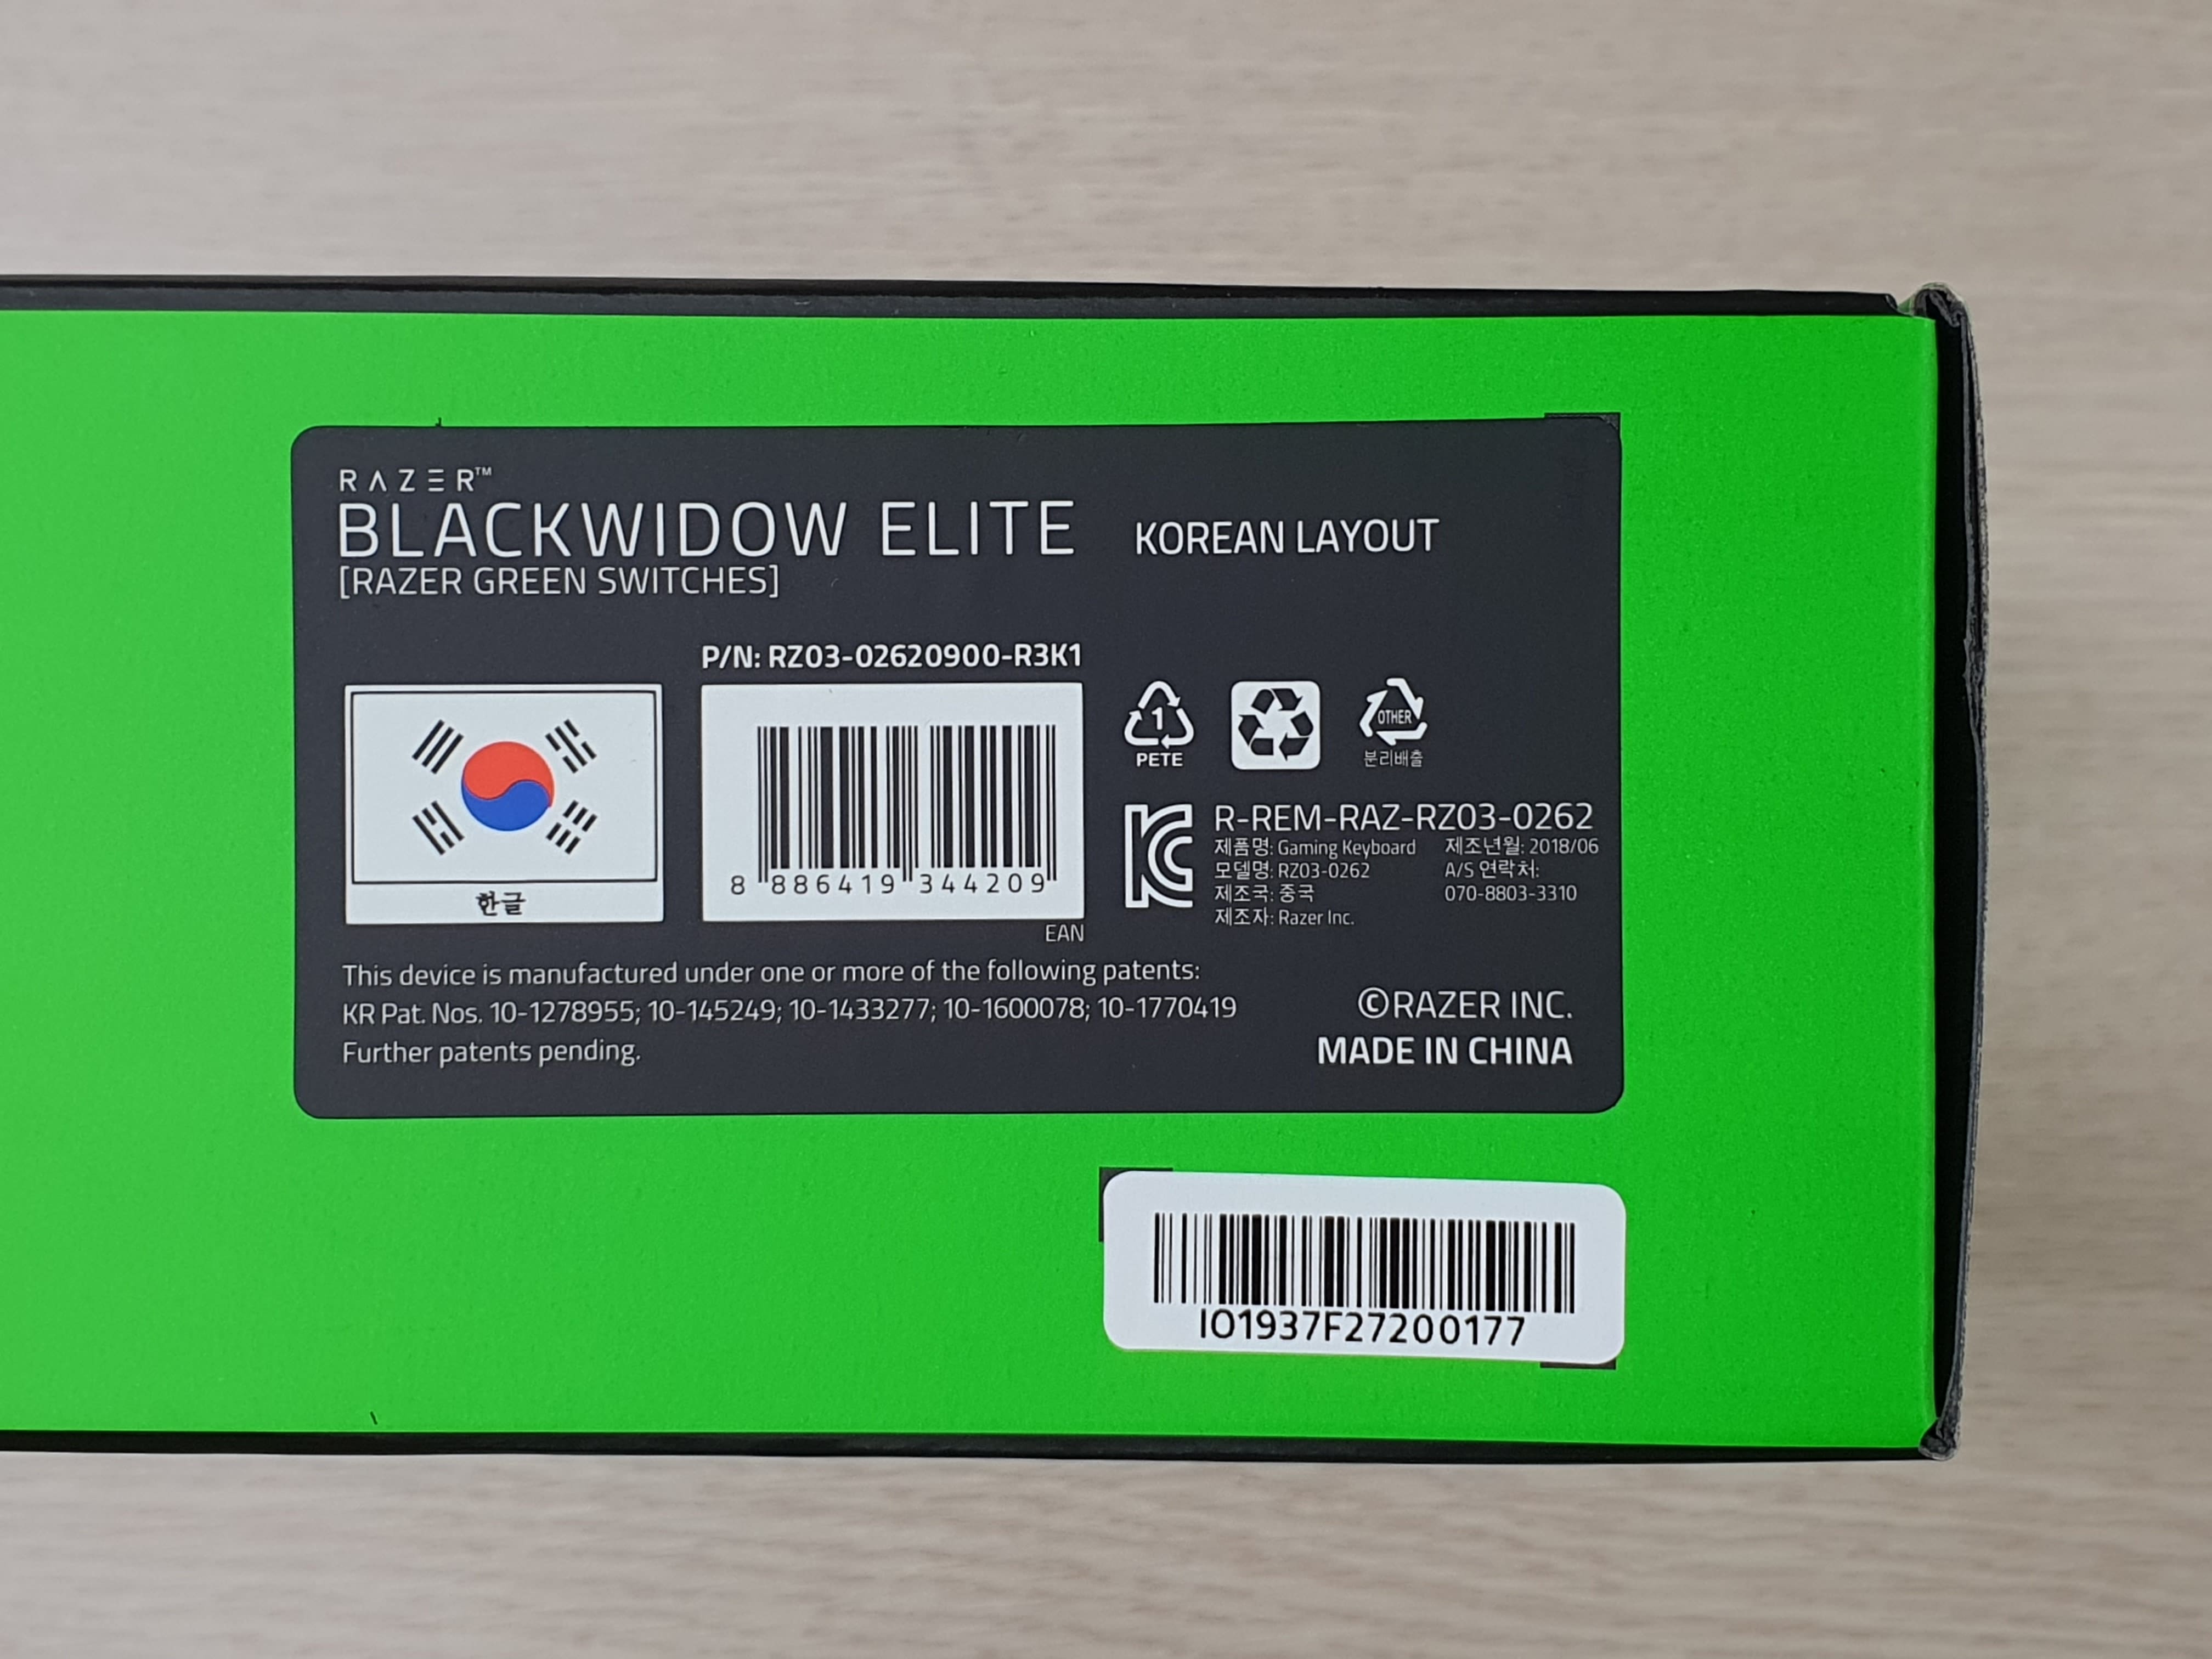 RAZER™
BLACKWIDOW ELITE KOREAN LAYOUT
[RAZER GREEN SWITCHES]
P/N: RZ03-02620900-R3K1
한글
8 886419 344209
EAN
1
PETE
OTHER
분리배출
R-REM-RAZ-RZ03-0262
제품명: Gaming Keyboard 제조년월: 2018/06
모델명: RZ03-0262 A/S 연락처:
제조국: 중국 070-8803-3310
제조자: Razer Inc.
This device is manufactured under one or more of the following patents:
KR Pat. Nos. 10-1278955; 10-145249; 10-1433277; 10-1600078; 10-1770419
Further patents pending.
©RAZER INC.
MADE IN CHINA
IO1937F27200177